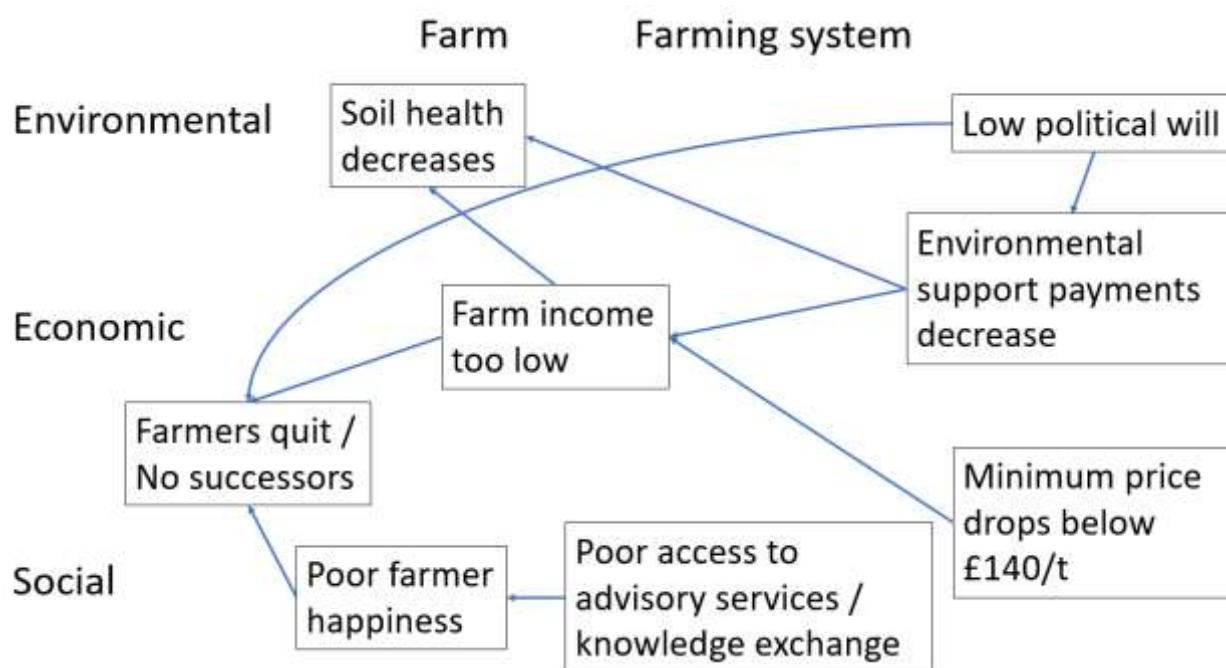 Farm
Farming system
Environmental
Soil health
decreases
Low political will
Environmental
support payments
decrease
Economic
Farm income
too low
Farmers quit /
No successors
Minimum price
drops below
£140/t
Social
Poor farmer
happiness
Poor access to
advisory services /
knowledge exchange